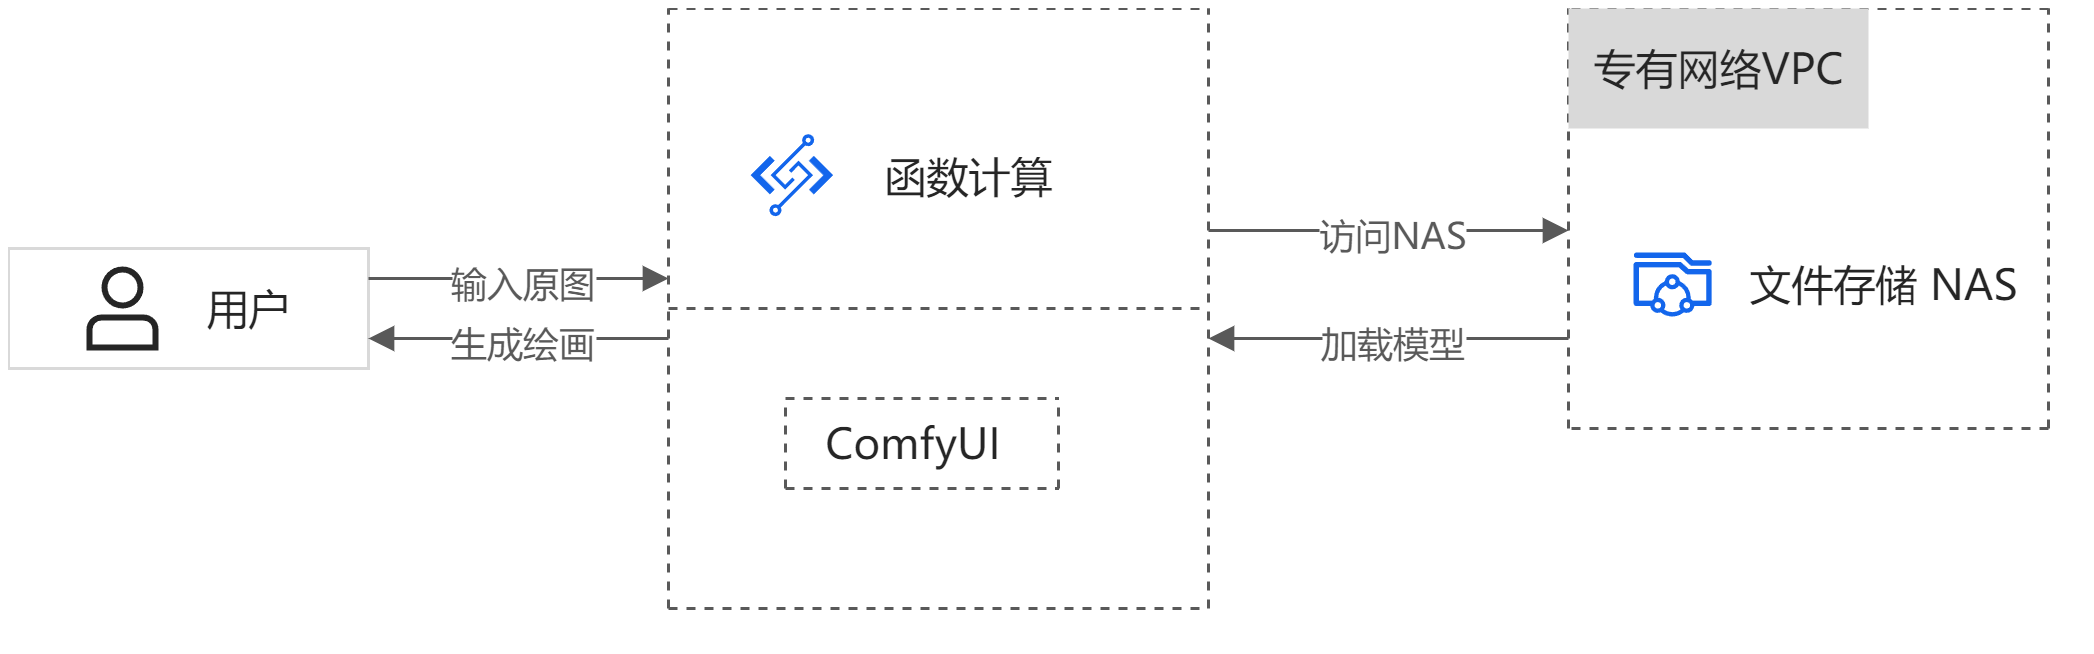 用户
输入原图
生成绘画
函数计算
ComfyUI
访问NAS
加载模型
专有网络VPC
文件存储 NAS